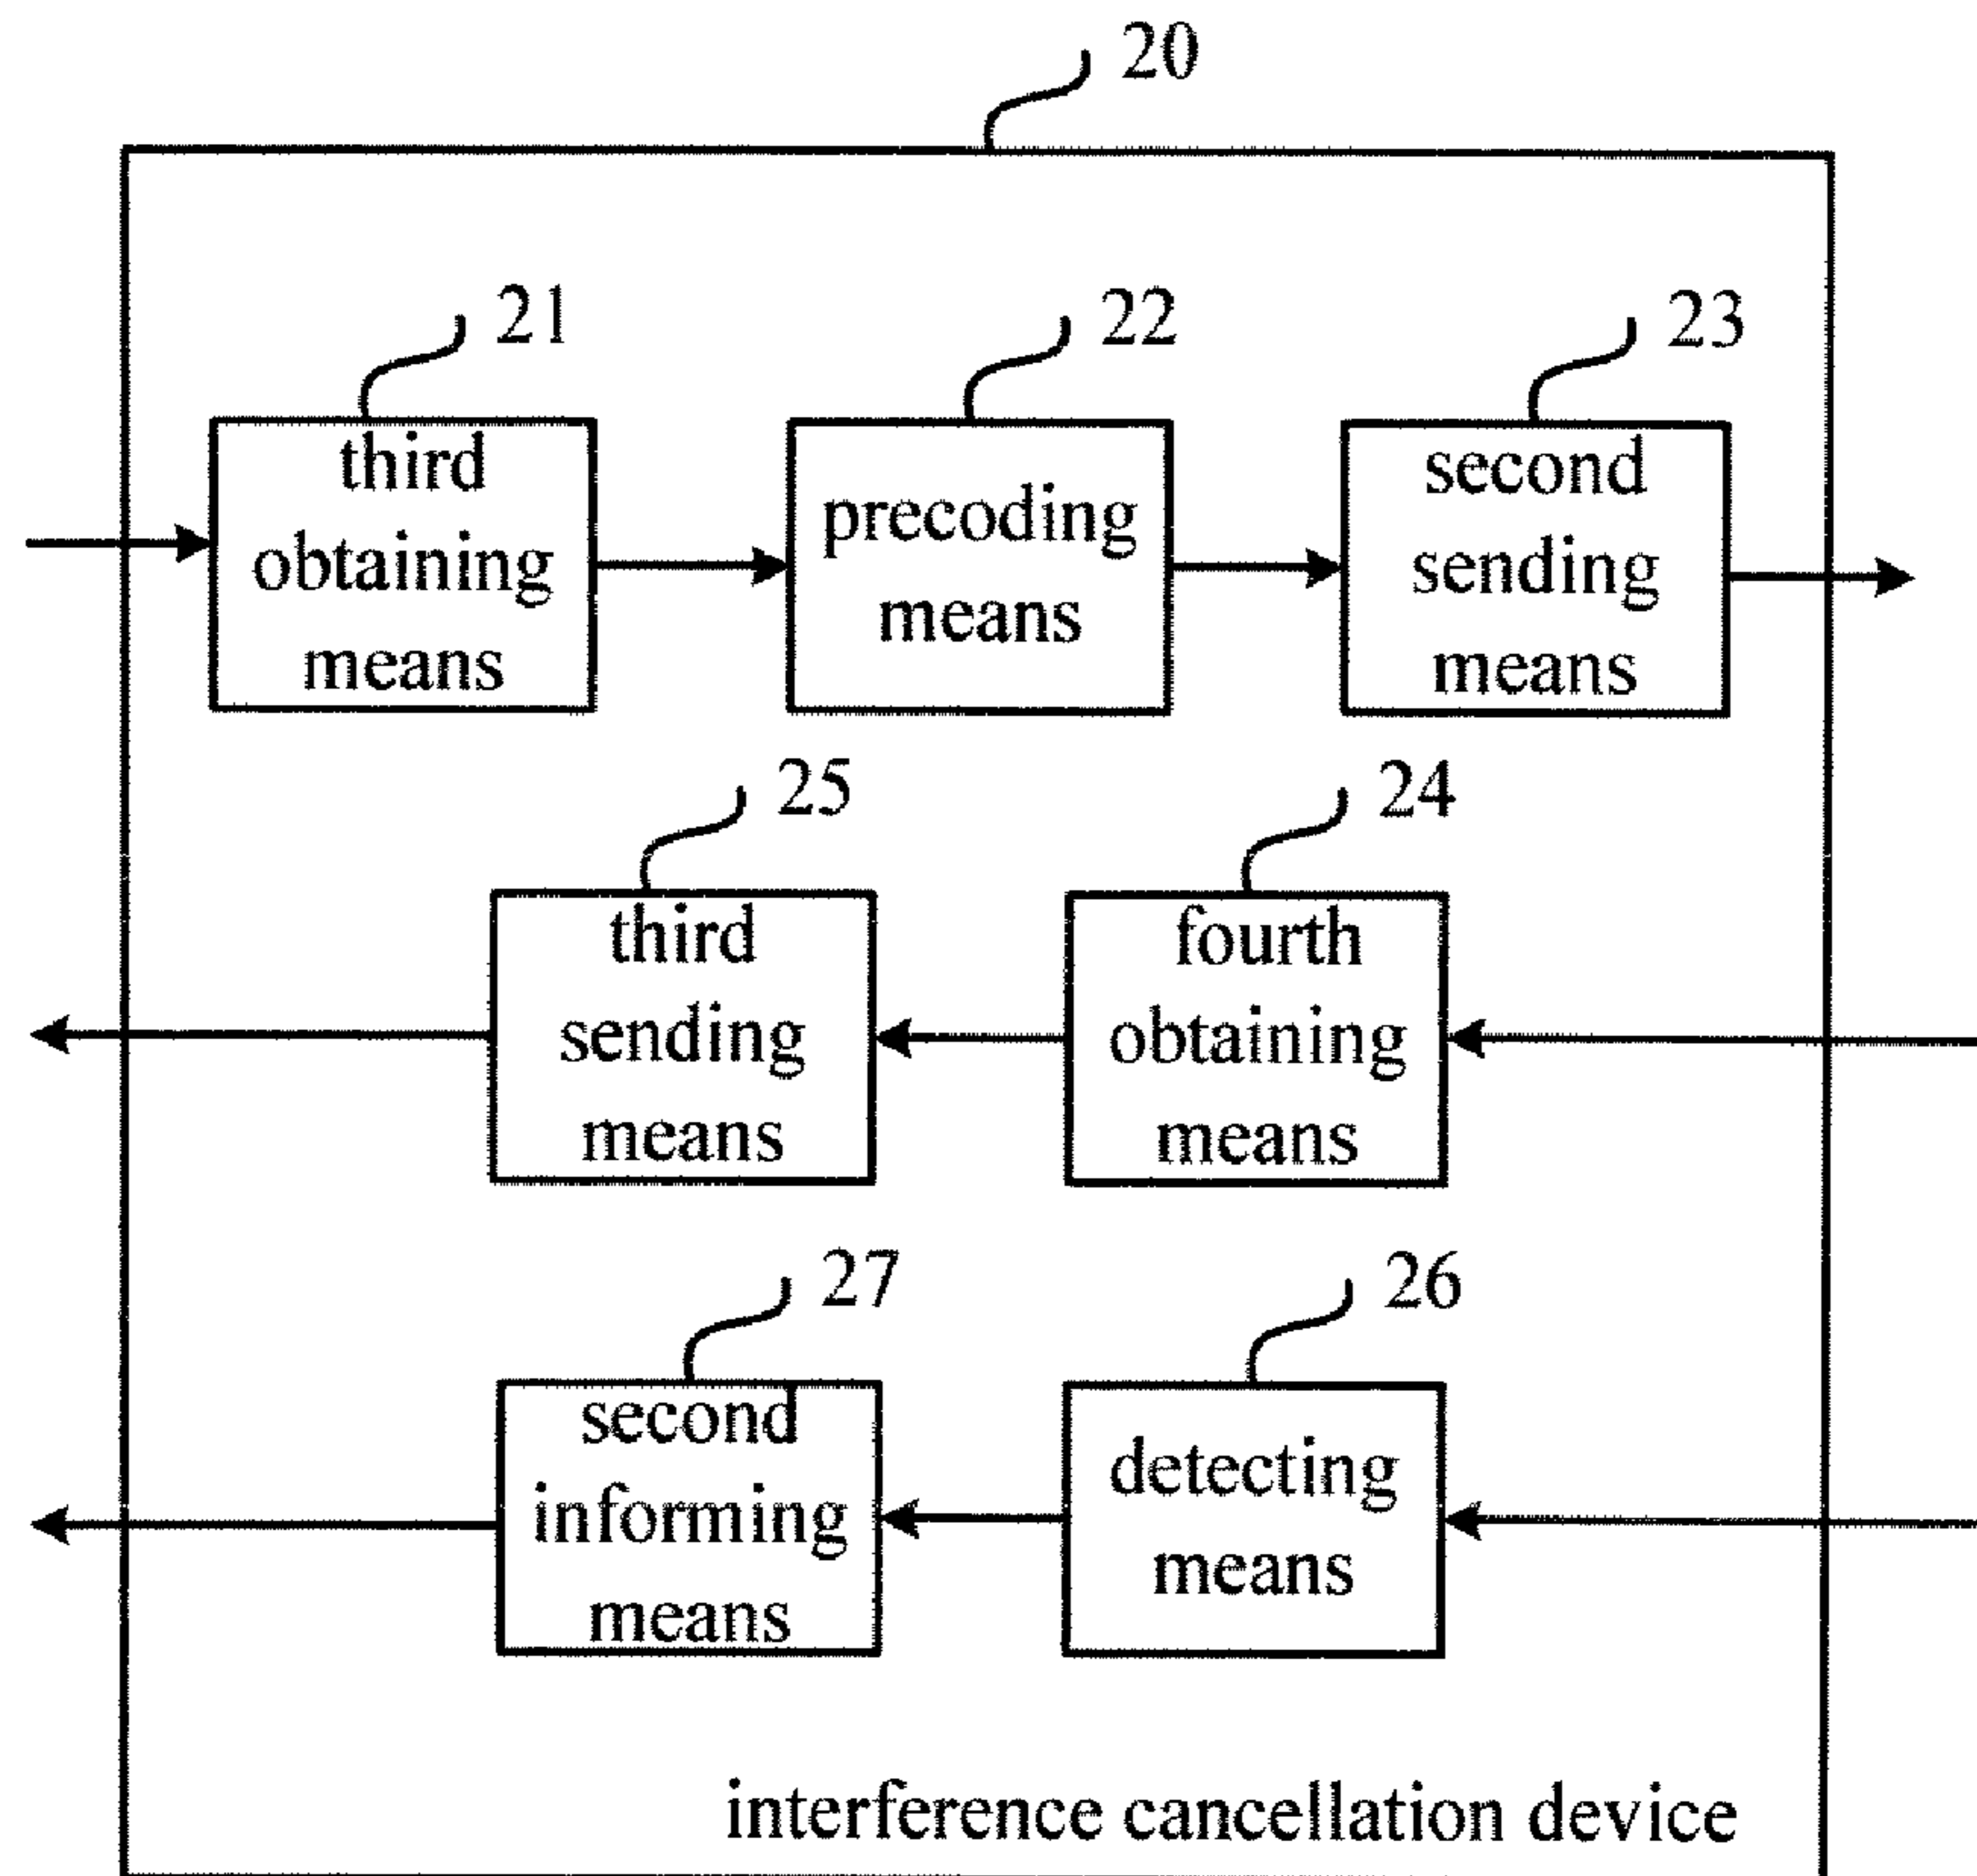 20
21
22
23
third
obtaining
means
precoding
means
second
sending
means
25
24
third
sending
means
fourth
obtaining
means
27
26
second
informing
means
detecting
means
interference cancellation device